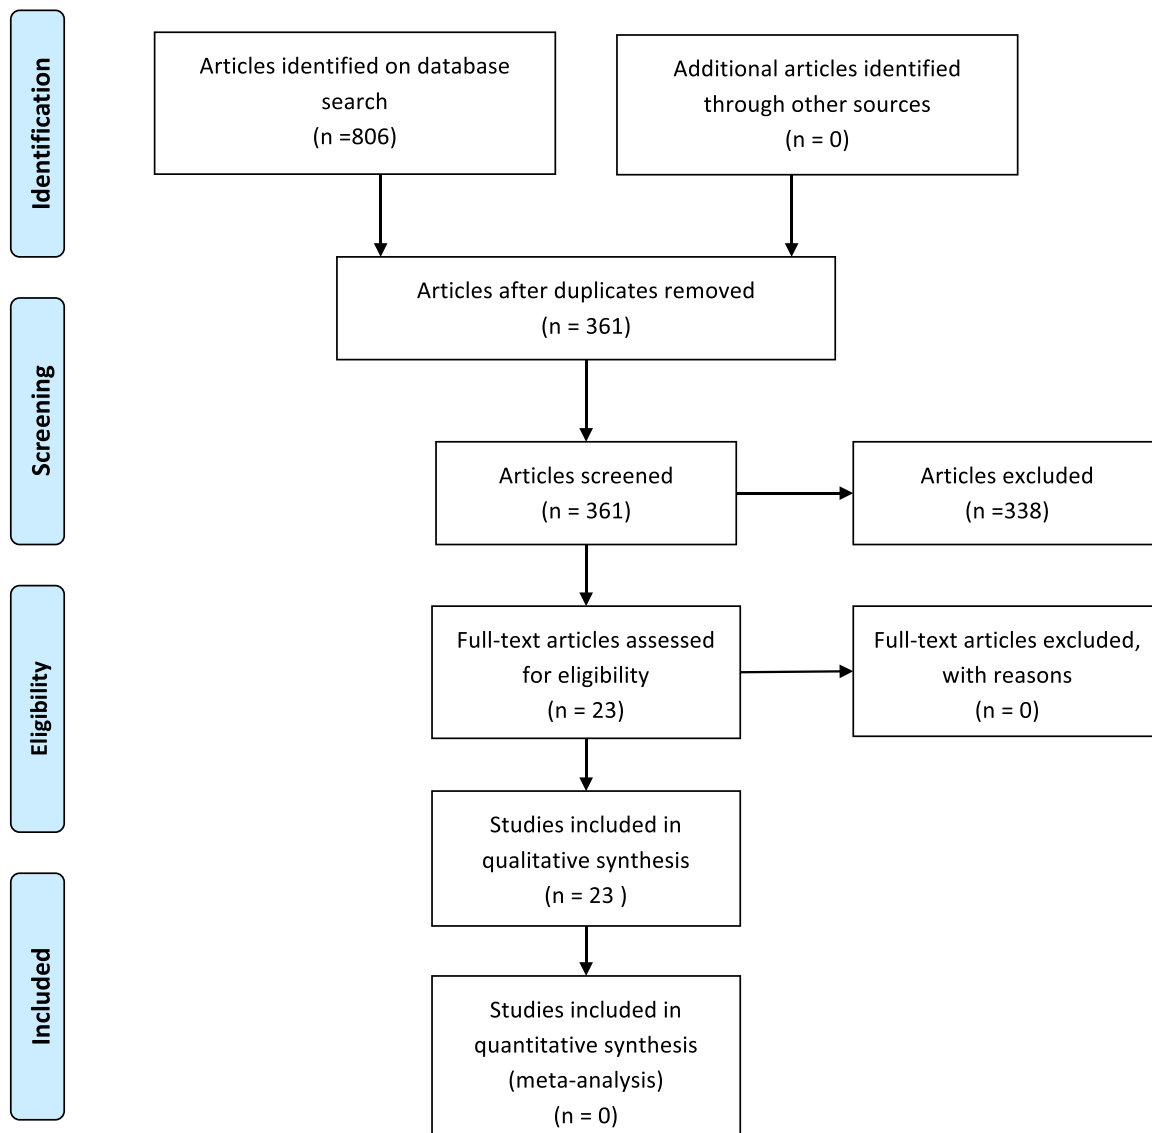 Identification
Articles identified on database
search
(n =806)
Additional articles identified
through other sources
(n = 0)
Articles after duplicates removed
(n = 361)
Screening
Articles screened
(n = 361)
Articles excluded
(n =338)
Eligibility
Full-text articles assessed
for eligibility
(n = 23)
Full-text articles excluded,
with reasons
(n = 0)
Studies included in
qualitative synthesis
(n = 23 )
Included
Studies included in
quantitative synthesis
(meta-analysis)
(n = 0)